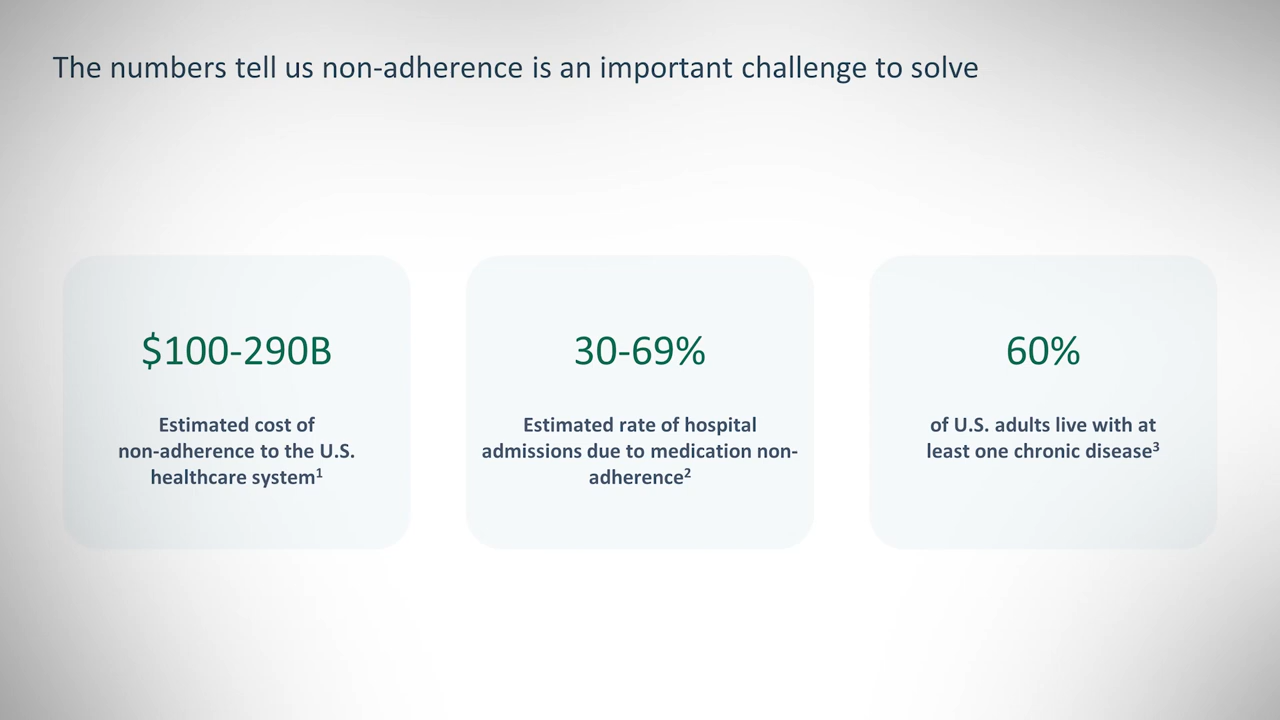 The numbers tell us non-adherence is an important challenge to solve
$100-290B
Estimated cost of
non-adherence to the U.S.
healthcare system¹
30-69%
Estimated rate of hospital
admissions due to medication non-
adherence²
60%
of U.S. adults live with at
least one chronic disease³